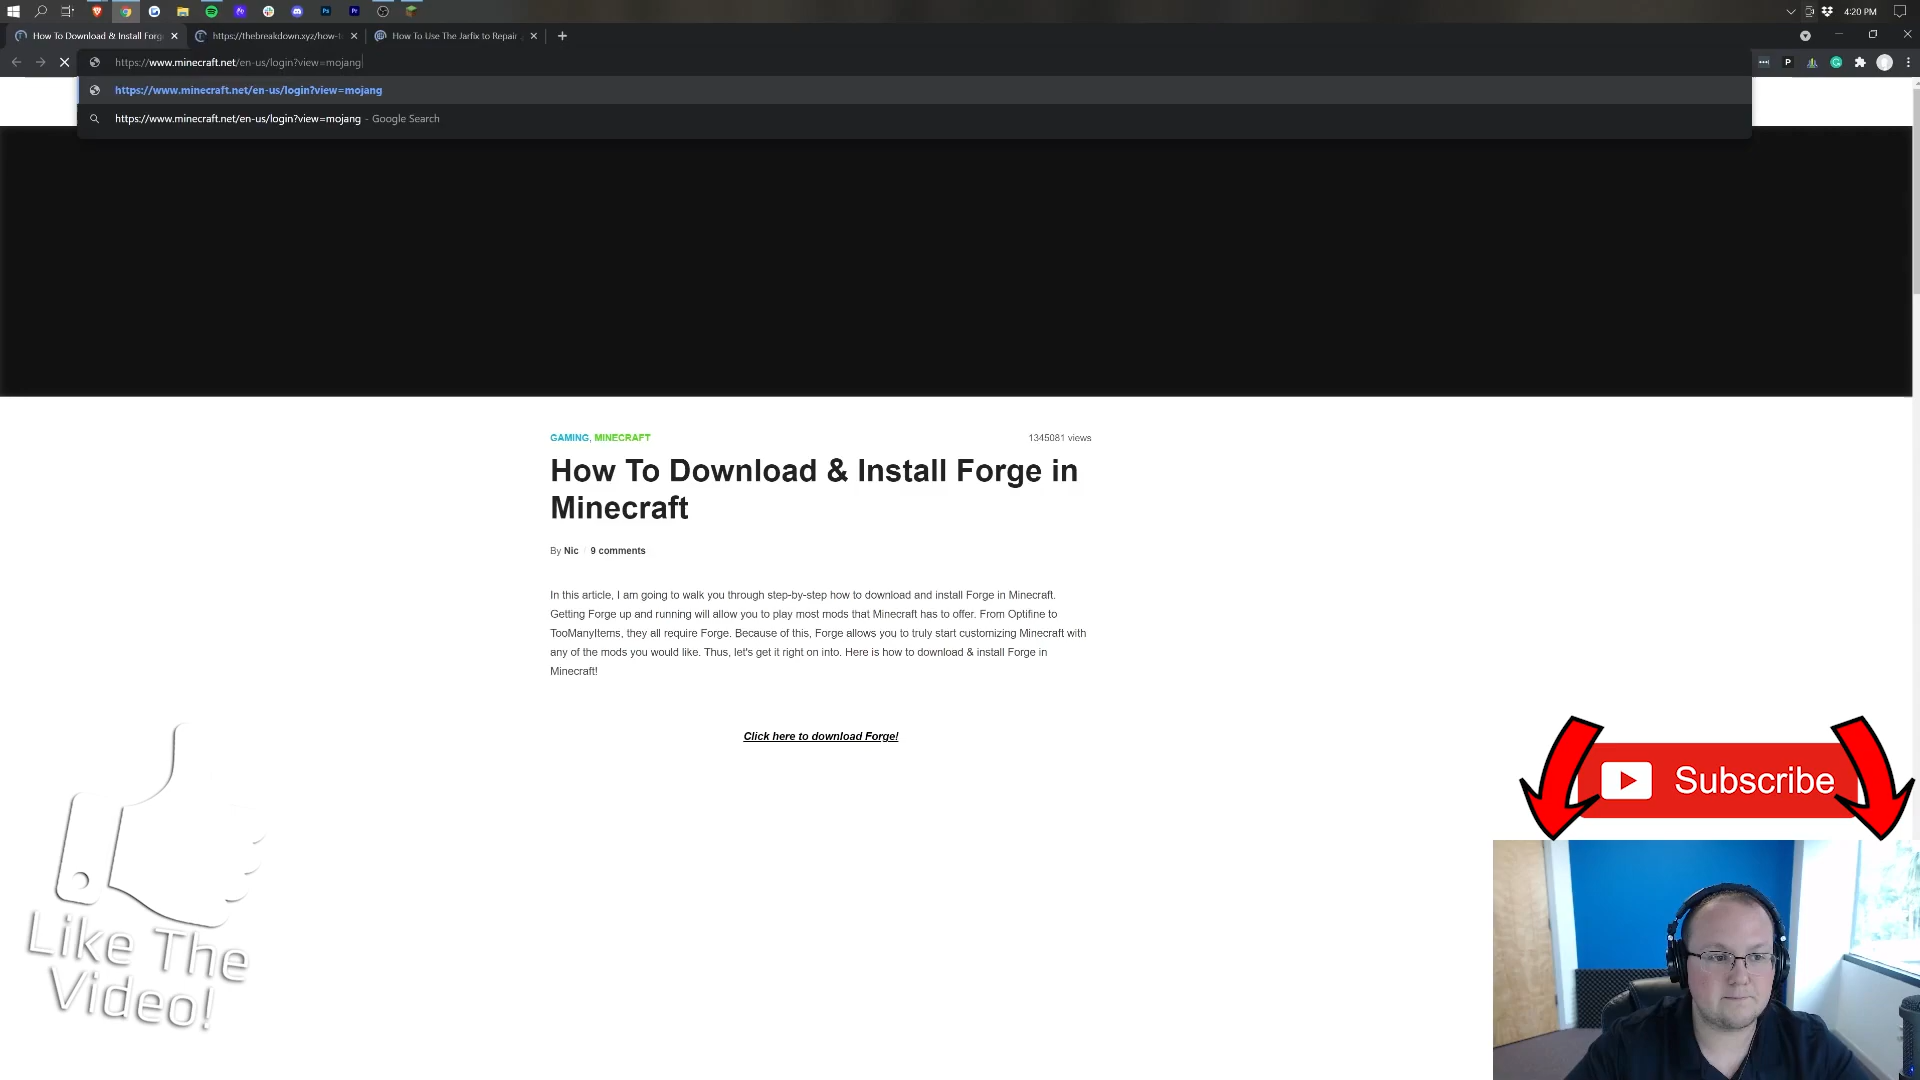 4:20 PM
How To Download & Install Forg
https://thebreakdown.xyz/how-t
How To Use The Jarfix to Repair
https://www.minecraft.net/en-us/login?view=mojang
https://www.minecraft.net/en-us/login?view=mojang
https://www.minecraft.net/en-us/login?view=mojang - Google Search
GAMING, MINECRAFT
1345081 views
How To Download & Install Forge in
Minecraft
By Nic / 9 comments
In this article, I am going to walk you through step-by-step how to download and install Forge in Minecraft.
Getting Forge up and running will allow you to play most mods that Minecraft has to offer. From Optifine to
TooManyItems, they all require Forge. Because of this, Forge allows you to truly start customizing Minecraft with
any of the mods you would like. Thus, let's get it right on into. Here is how to download & install Forge in
Minecraft!
Click here to download Forge!
Subscribe
Like The
Video!